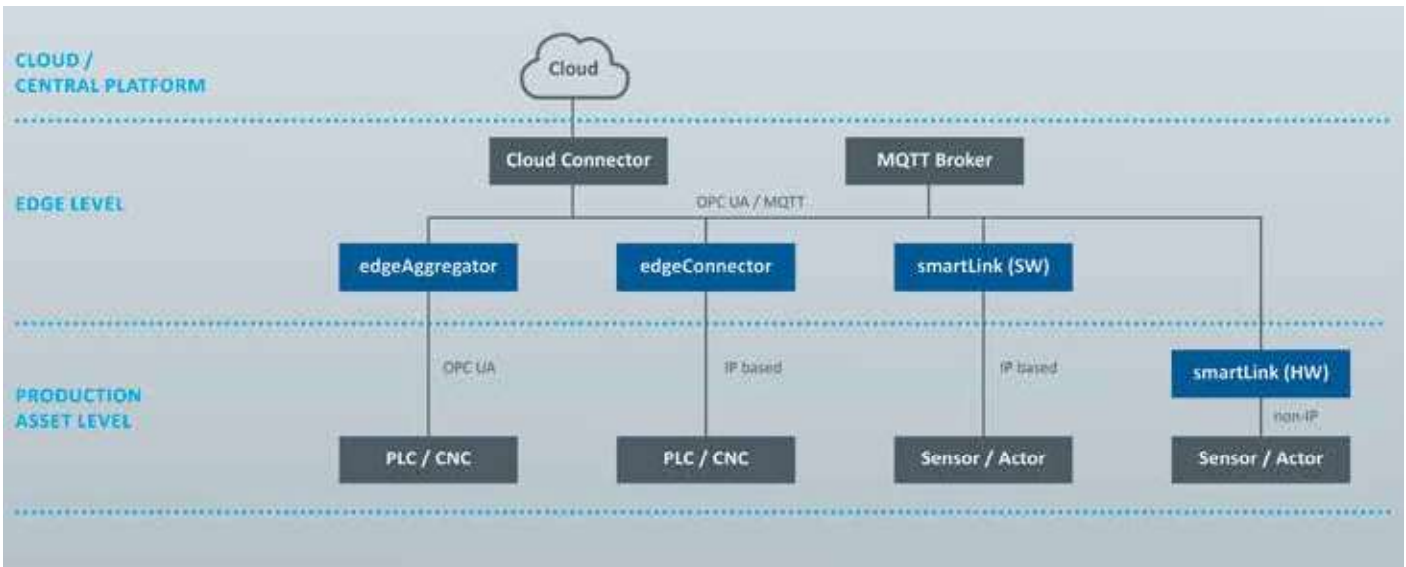 CLOUD /
CENTRAL PLATFORM
Cloud
Cloud Connector
MQTT Broker
EDGE LEVEL
OPC UA / MQTT
edgeAggregator
edgeConnector
smartLink (SW)
OPC UA
IP based
IP based
smartLink (HW)
PRODUCTION
ASSET LEVEL
non-IP
PLC / CNC
PLC / CNC
Sensor / Actor
Sensor / Actor